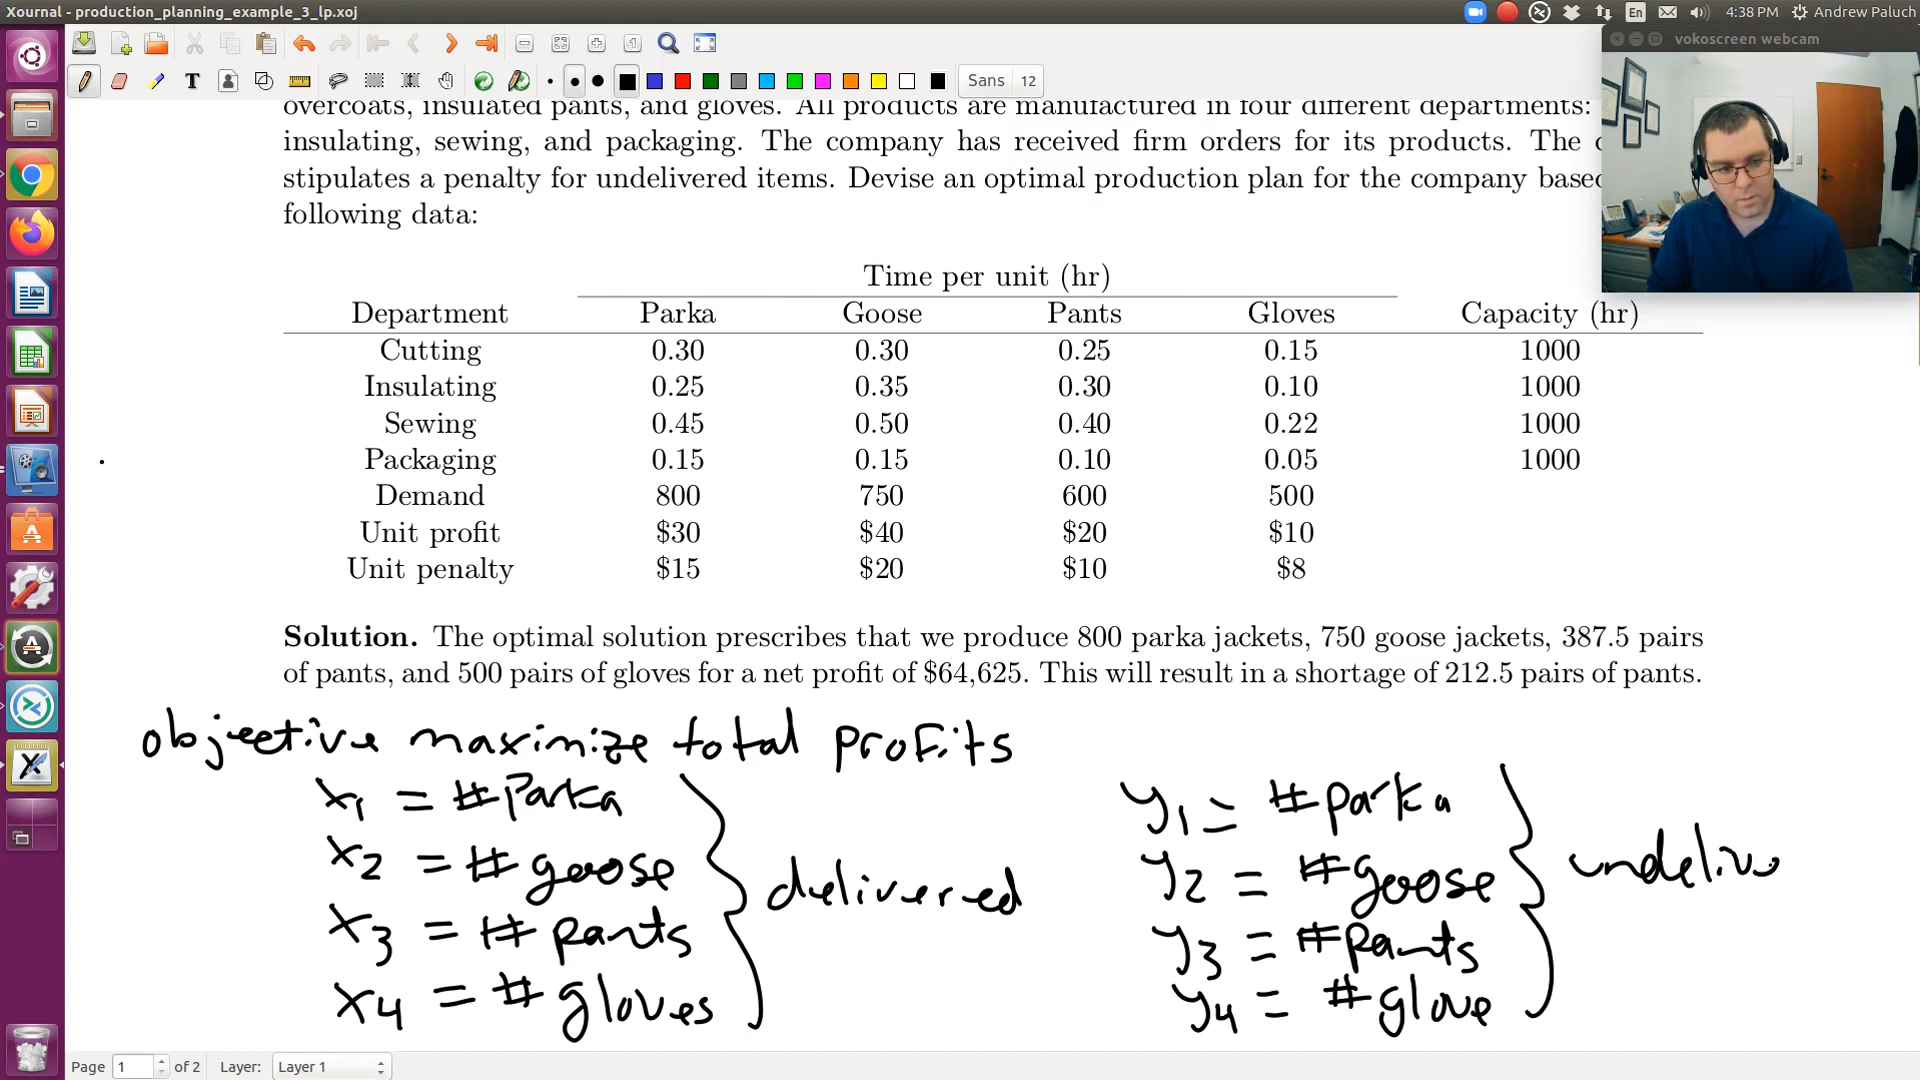 Xournal - production_planning_example_3_lp.xoj
En 4:38 PM Andrew Paluch
vokoscreen webcam
T Sans 12
overcoats, insulated pants, and gloves. All products are manufactured in four different departments:
insulating, sewing, and packaging. The company has received firm orders for its products. The c
stipulates a penalty for undelivered items. Devise an optimal production plan for the company based
following data:
Time per unit (hr)
Department Parka Goose Pants Gloves Capacity (hr)
Cutting 0.30 0.30 0.25 0.15 1000
Insulating 0.25 0.35 0.30 0.10 1000
Sewing 0.45 0.50 0.40 0.22 1000
Packaging 0.15 0.15 0.10 0.05 1000
Demand 800 750 600 500
Unit profit $30 $40 $20 $10
Unit penalty $15 $20 $10 $8
Solution. The optimal solution prescribes that we produce 800 parka jackets, 750 goose jackets, 387.5 pairs
of pants, and 500 pairs of gloves for a net profit of $64,625. This will result in a shortage of 212.5 pairs of pants.
objective maximize total profits
x1 = #Parka y1 = #parka
x2 = #goose y2 = #goose
delivered undelive
x3 = # pants y3 = #pants
x4 = # gloves y4 = #glove
Page 1 of 2 Layer: Layer 1